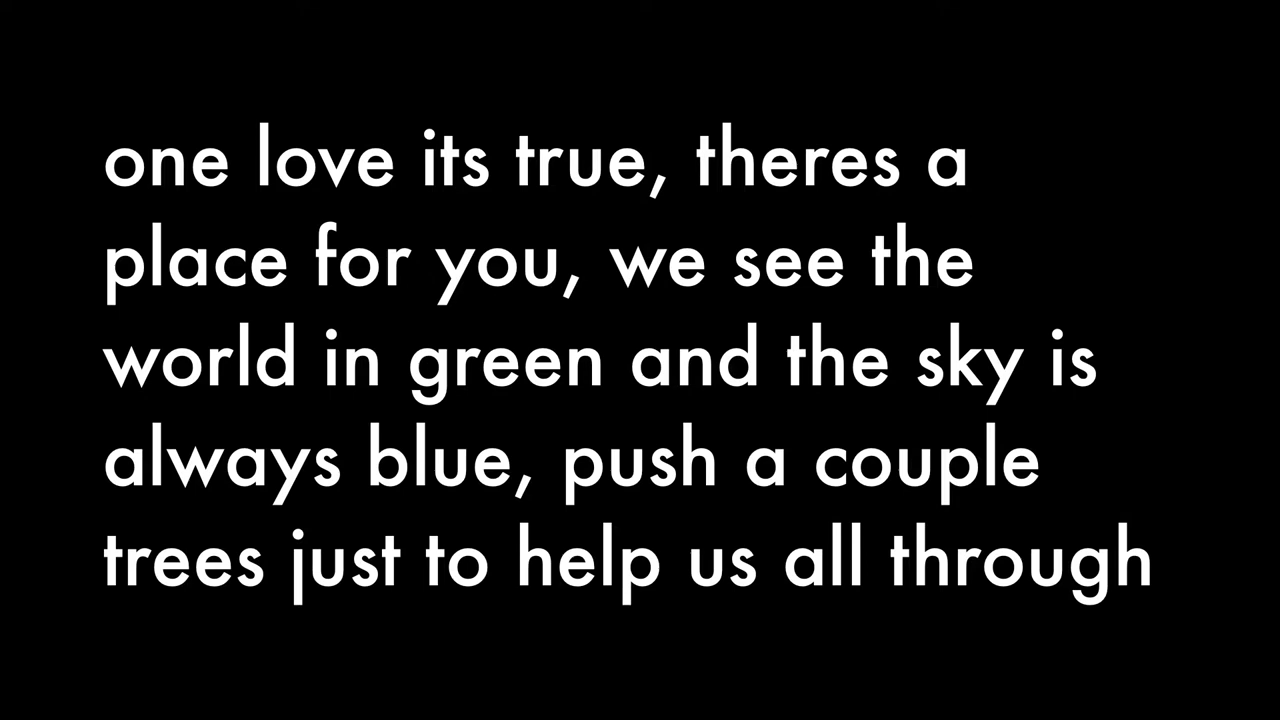 one love its true, theres a
place for you, we see the
world in green and the sky is
always blue, push a couple
trees just to help us all through